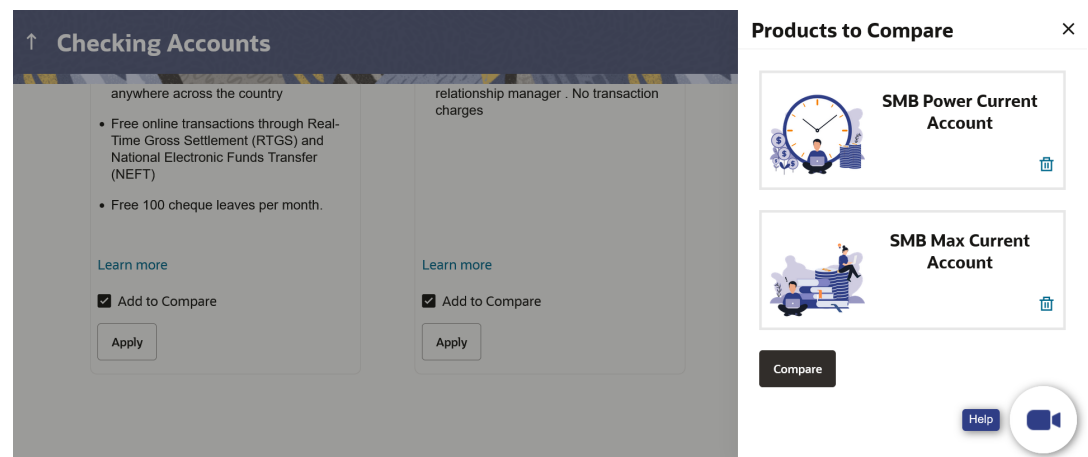 ↑ Checking Accounts
anywhere across the country
• Free online transactions through Real-
Time Gross Settlement (RTGS) and
National Electronic Funds Transfer
(NEFT)
• Free 100 cheque leaves per month.
Learn more
Add to Compare
Apply
relationship manager . No transaction
charges
Learn more
Add to Compare
Apply
Products to Compare
SMB Power Current
Account
SMB Max Current
Account
Compare
Help